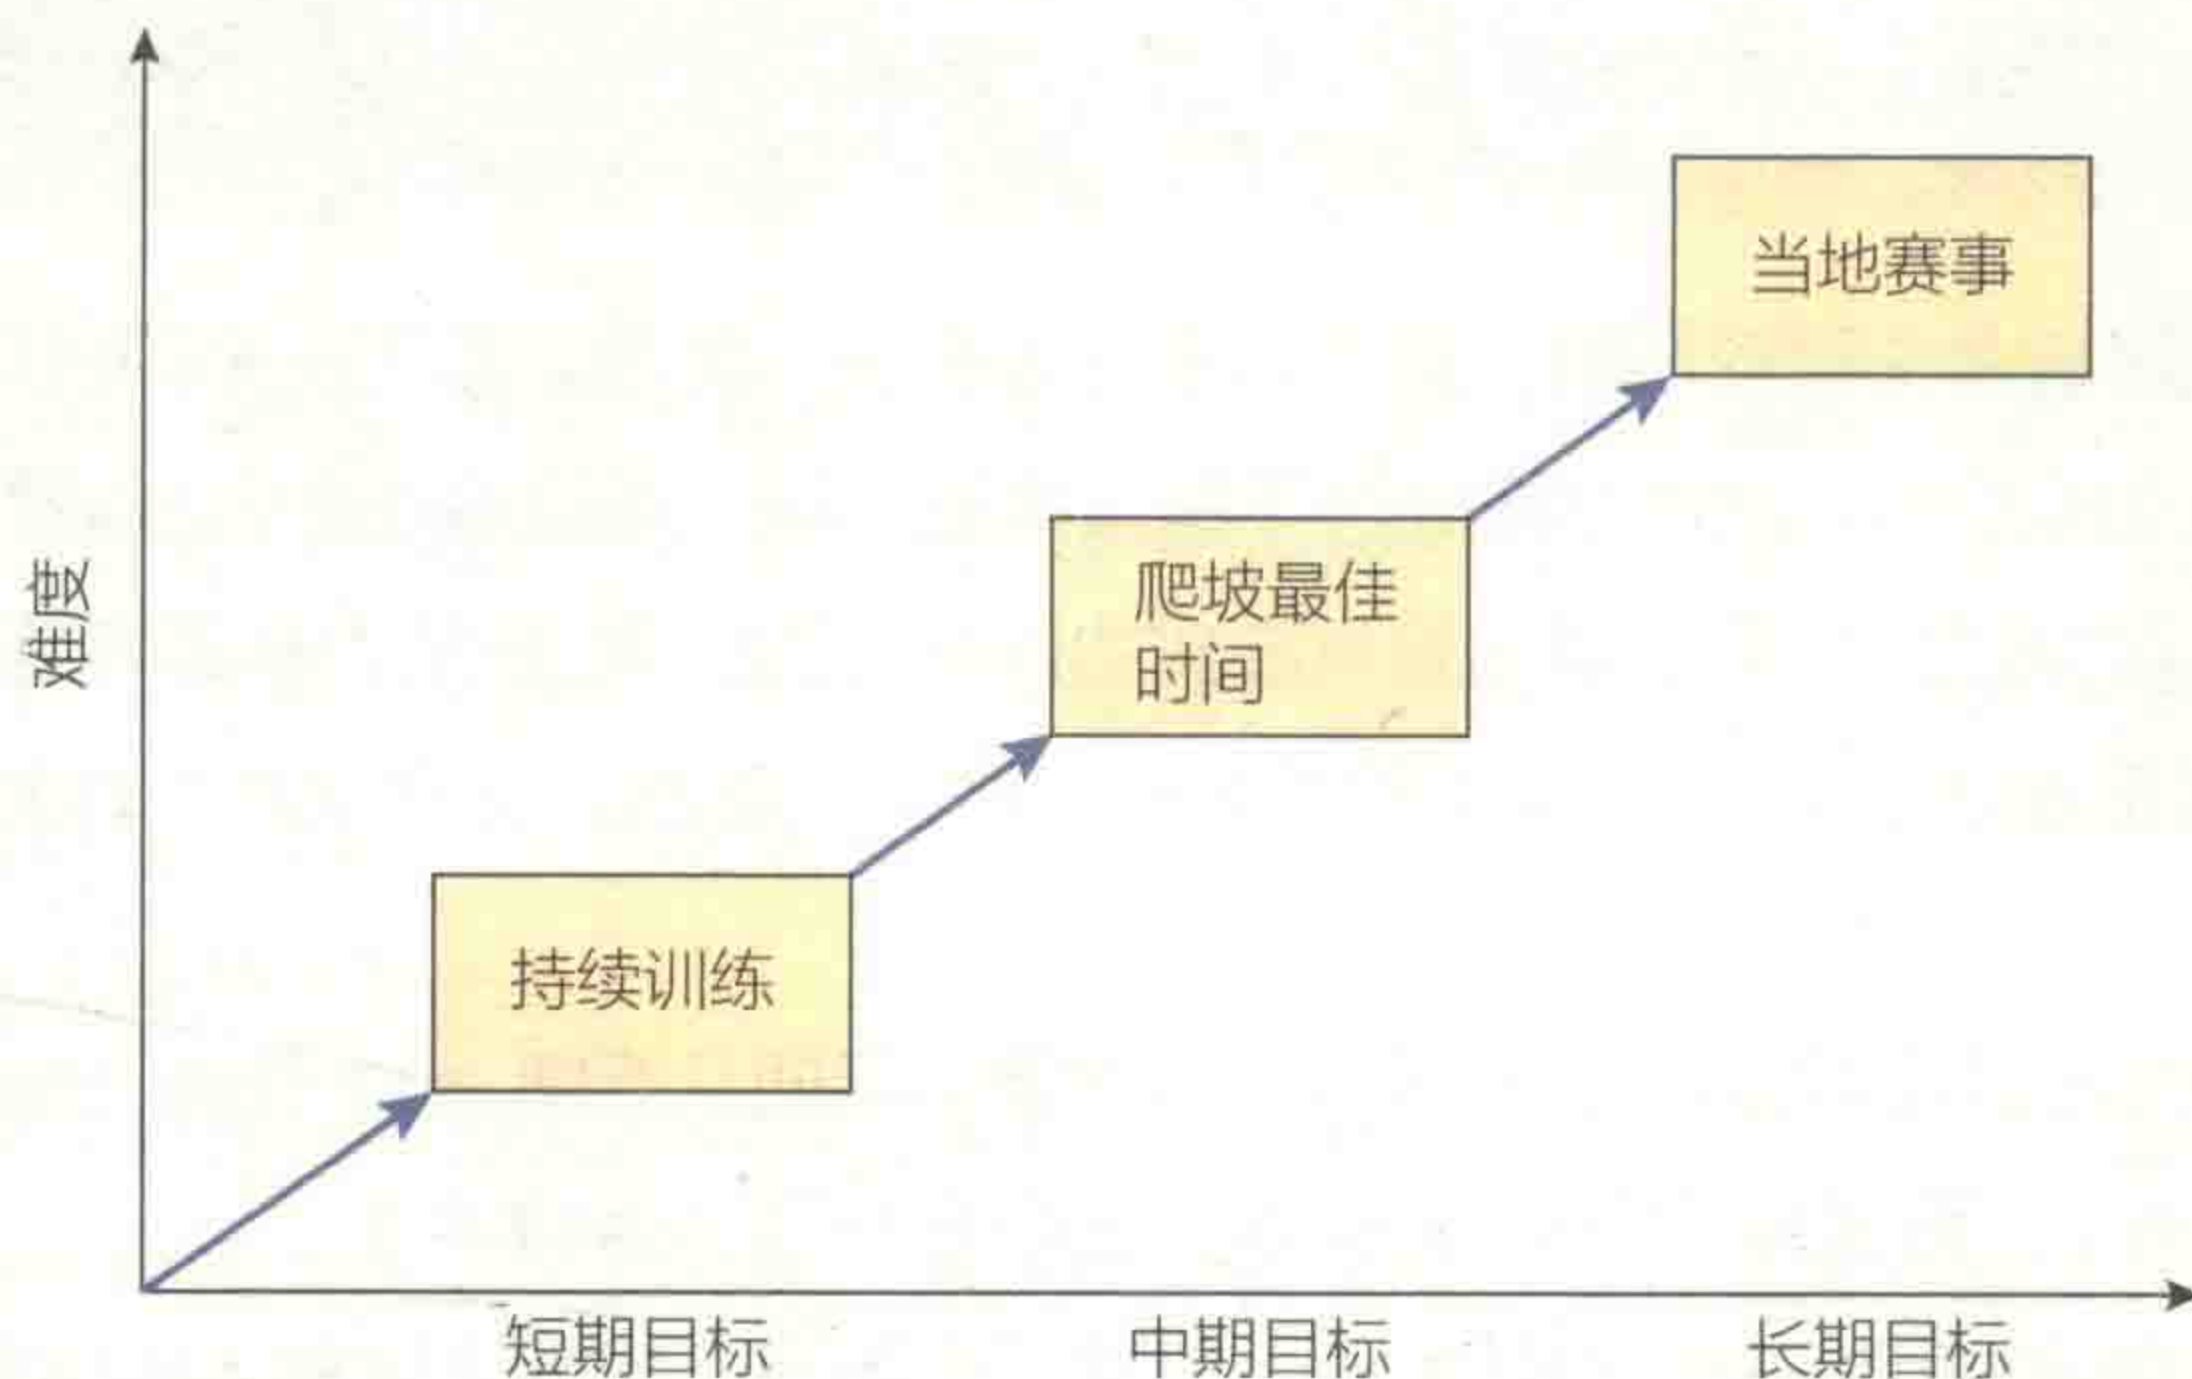 当地赛事
爬坡最佳
时间
难度
持续训练
短期目标
中期目标
长期目标